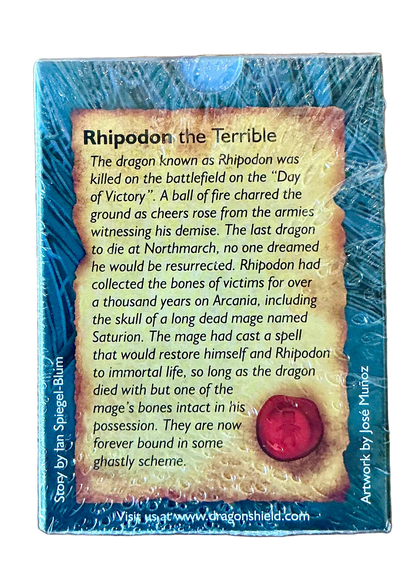 Rhipodon the Terrible
The dragon known as Rhipodon was
killed on the battlefield on the “Day
of Victory”. A ball of fire charred the
ground as cheers rose from the armies
witnessing his demise. The last dragon
to die at Northmarch, no one dreamed
he would be resurrected. Rhipodon had
collected the bones of victims for over
a thousand years on Arcania, including
the skull of a long dead mage named
Saturion. The mage had cast a spell
that would restore himself and Rhipodon
to immortal life, so long as the dragon
died with but one of the
mage's bones intact in his
possession. They are now
forever bound in some
ghastly scheme.
Story by Ian Spiegel-Blum
Artwork by José Muñoz
Visit us at www.dragonshield.com